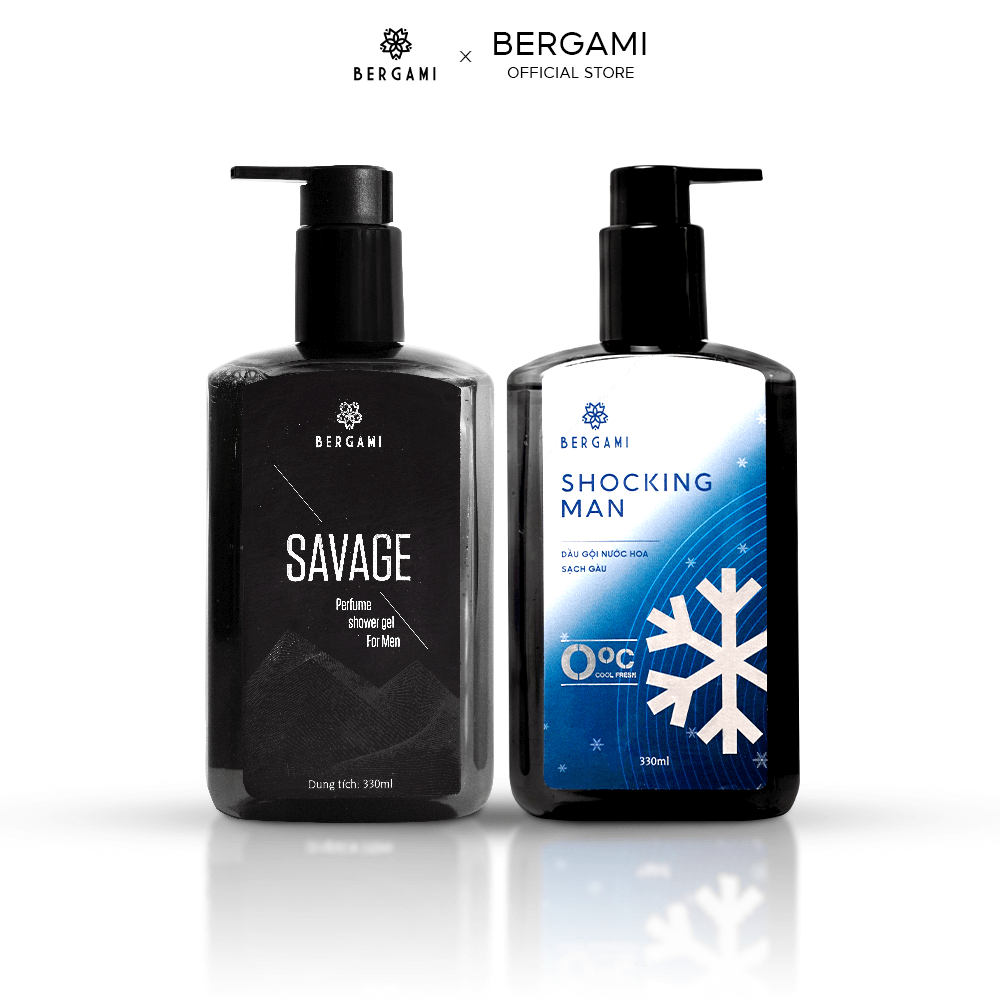 BERGAMI
x
BERGAMI
OFFICIAL STORE
BERGAMI
SAVAGE
Perfume
shower gel
For Men
Dung tích: 330ml
BERGAMI
SHOCKING
MAN
DẦU GỘI NƯỚC HOA
SẠCH GÀU
0°C
COOL FRESH
330ml